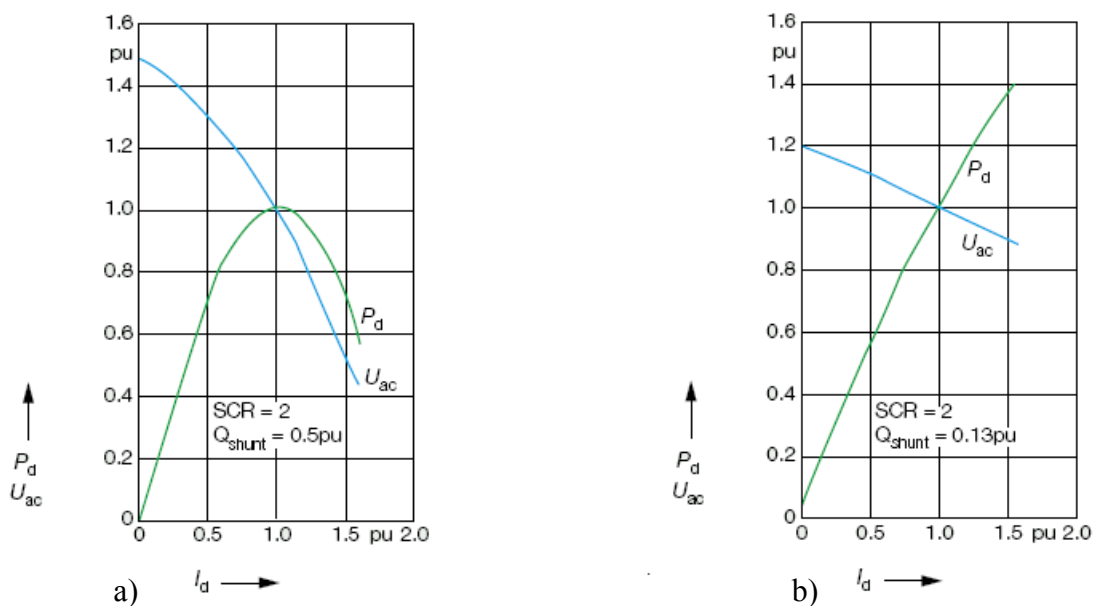 1.6
pu
1.4
1.2
1.0
0.8
0.6
0.4
0.2
0
P_d
U_ac
SCR = 2
Q_shunt = 0.5pu
P_d
U_ac
0 0.5 1.0 1.5 pu 2.0
I_d
a)
1.6
pu
1.4
1.2
1.0
0.8
0.6
0.4
0.2
0
P_d
U_ac
SCR = 2
Q_shunt = 0.13pu
P_d
U_ac
0 0.5 1.0 1.5 pu 2.0
I_d
b)